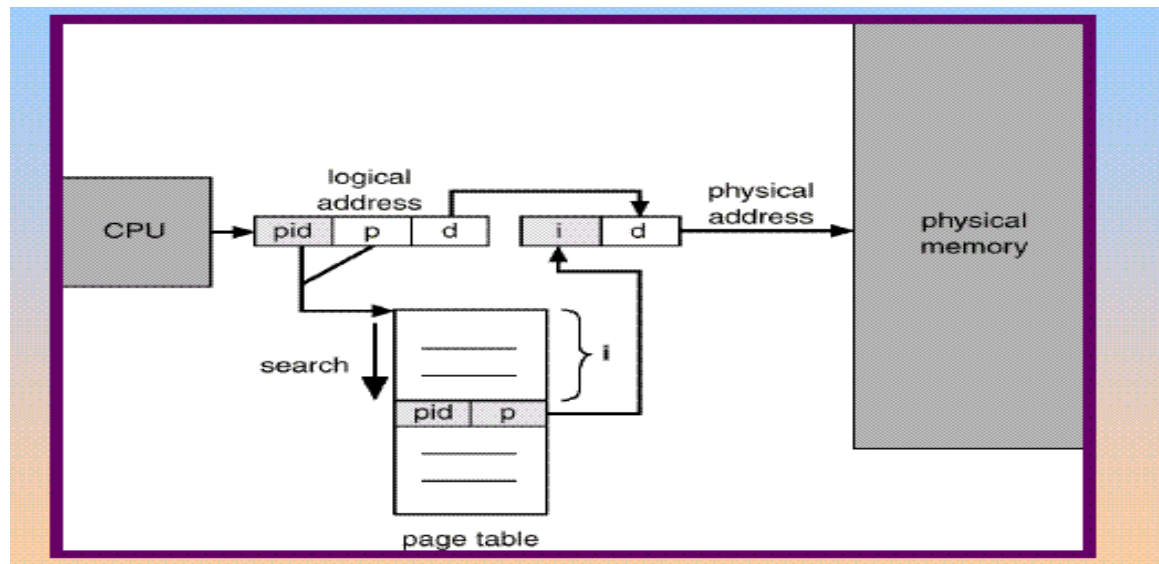 logical
address
physical
address
CPU
pid p d
i d
physical
memory
search
i
pid p
page table